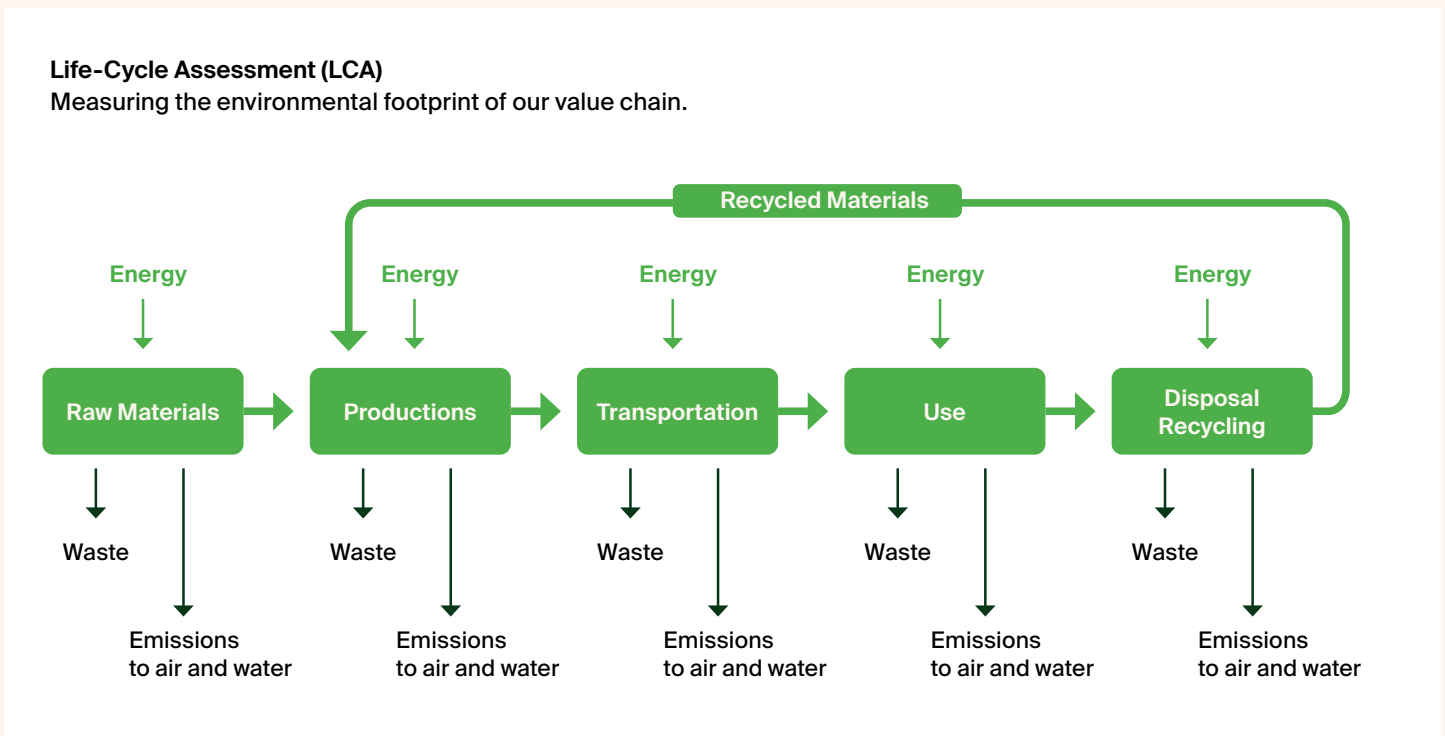 Life-Cycle Assessment (LCA)
Measuring the environmental footprint of our value chain.
Recycled Materials
Energy
Energy
Energy
Energy
Energy
Raw Materials
Productions
Transportation
Use
Disposal
Recycling
Waste
Waste
Waste
Waste
Waste
Emissions
to air and water
Emissions
to air and water
Emissions
to air and water
Emissions
to air and water
Emissions
to air and water